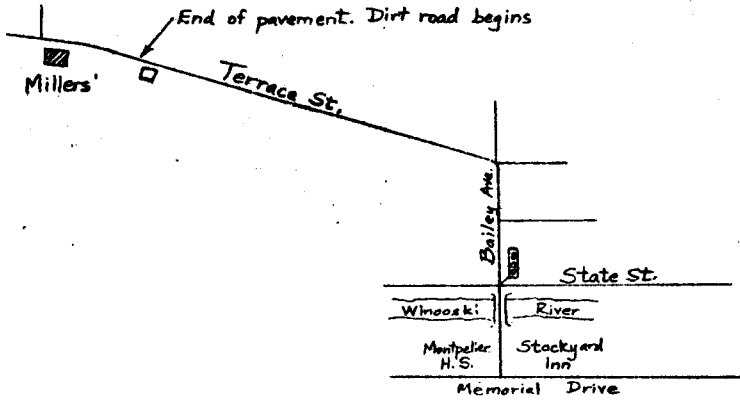 End of pavement. Dirt road begins
Millers'
Terrace St.
Bailey Ave.
State St.
Winooski River
Montpelier
H.S.
Stockyard
Inn
Memorial Drive